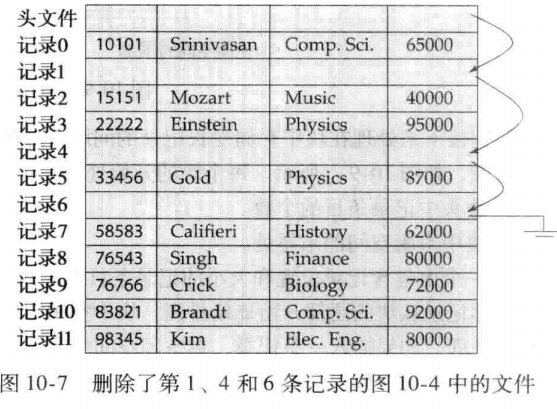 头文件
记录0 10101 Srinivasan Comp. Sci. 65000
记录1
记录2 15151 Mozart Music 40000
记录3 22222 Einstein Physics 95000
记录4
记录5 33456 Gold Physics 87000
记录6
记录7 58583 Califieri History 62000
记录8 76543 Singh Finance 80000
记录9 76766 Crick Biology 72000
记录10 83821 Brandt Comp. Sci. 92000
记录11 98345 Kim Elec. Eng. 80000
图 10-7 删除了第 1、4 和 6 条记录的图 10-4 中的文件